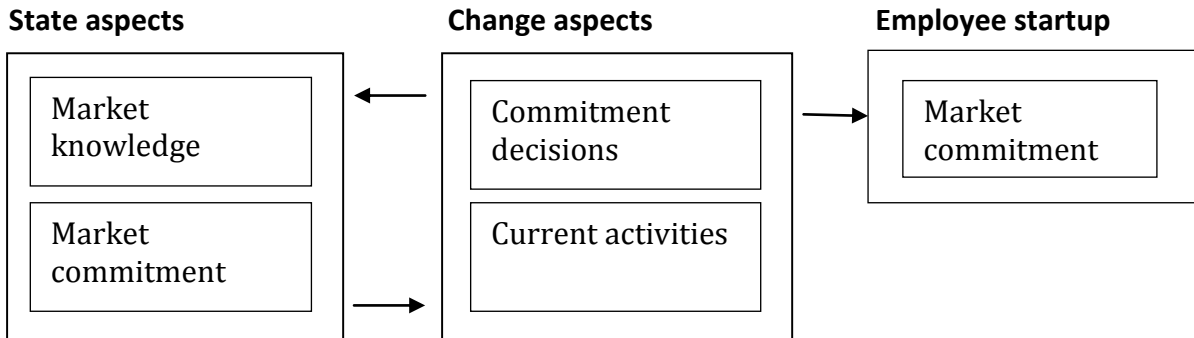 State aspects
Change aspects
Employee startup
Market
knowledge
Commitment
decisions
Market
commitment
Market
commitment
Current activities